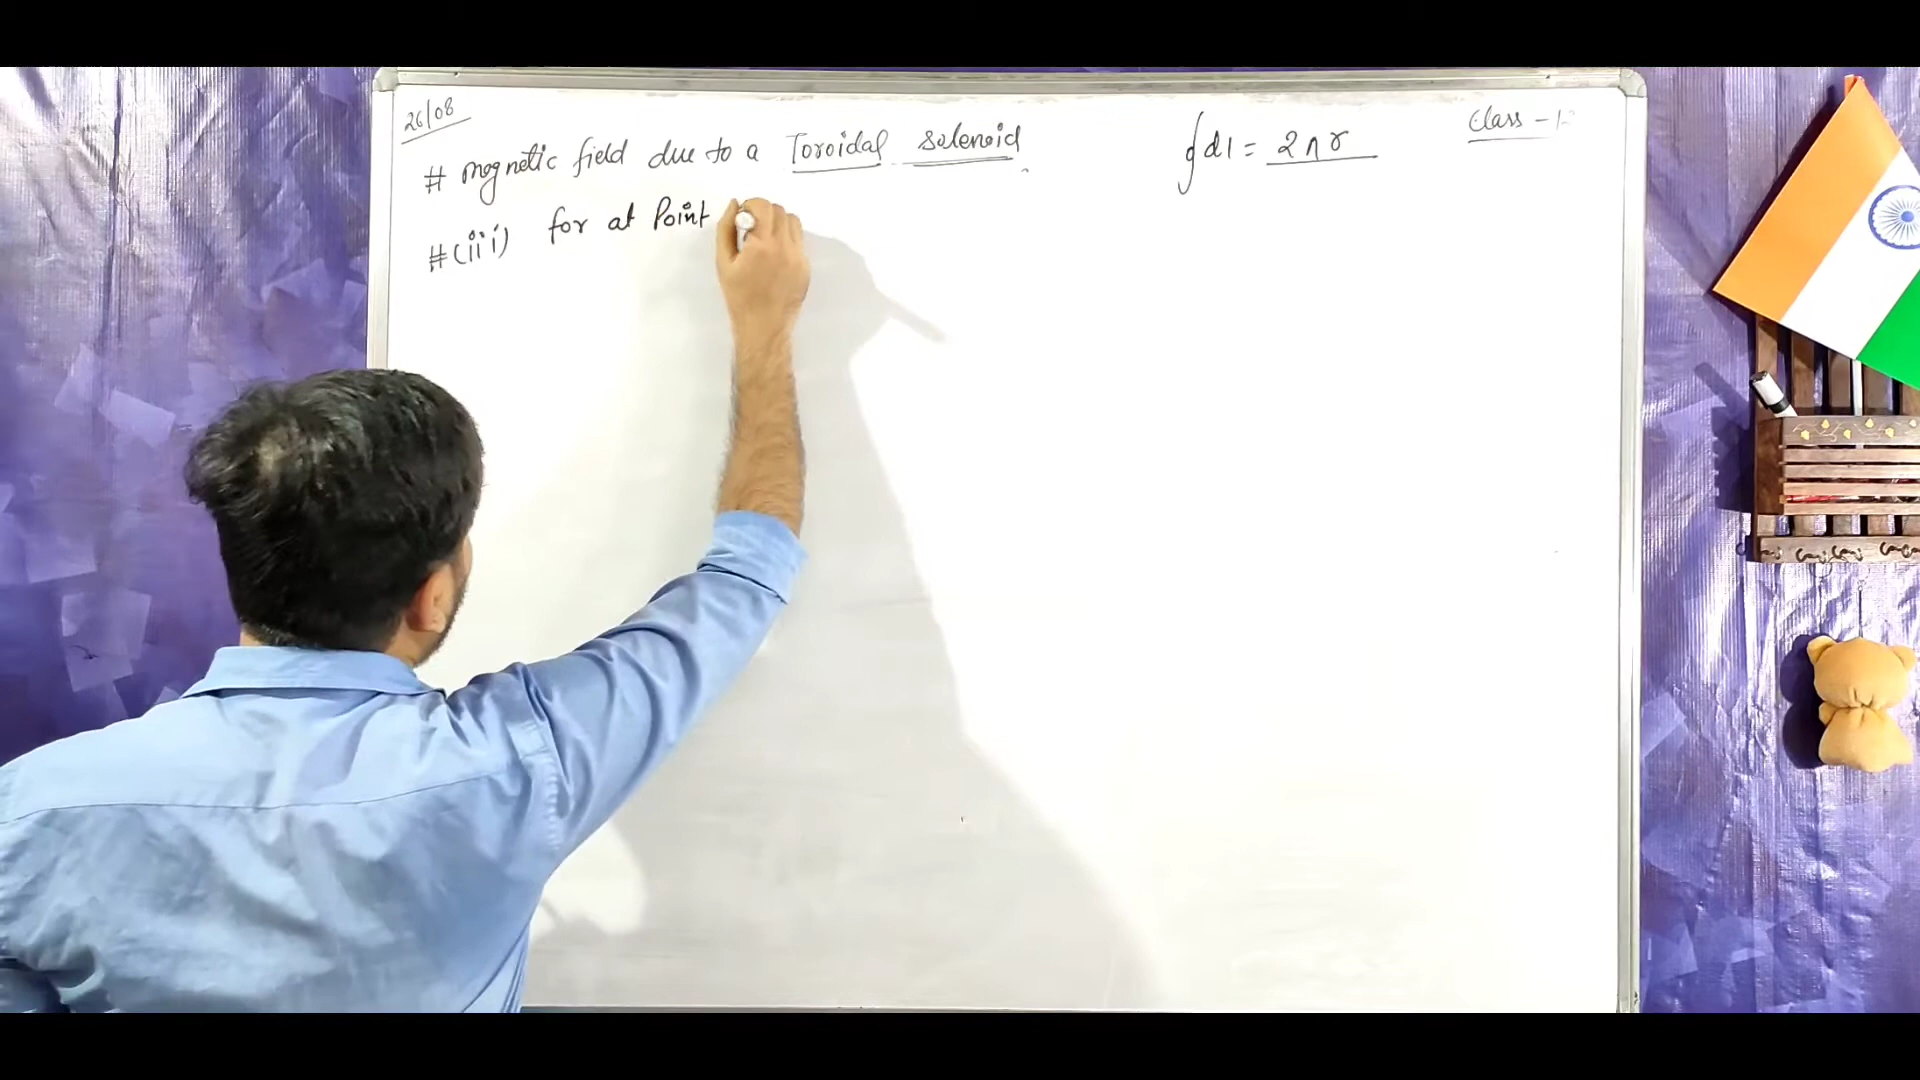 26/08
# magnetic field due to a Toroidal solenoid.
∮dl = 2πr
Class - 12
#(iii) for at Point